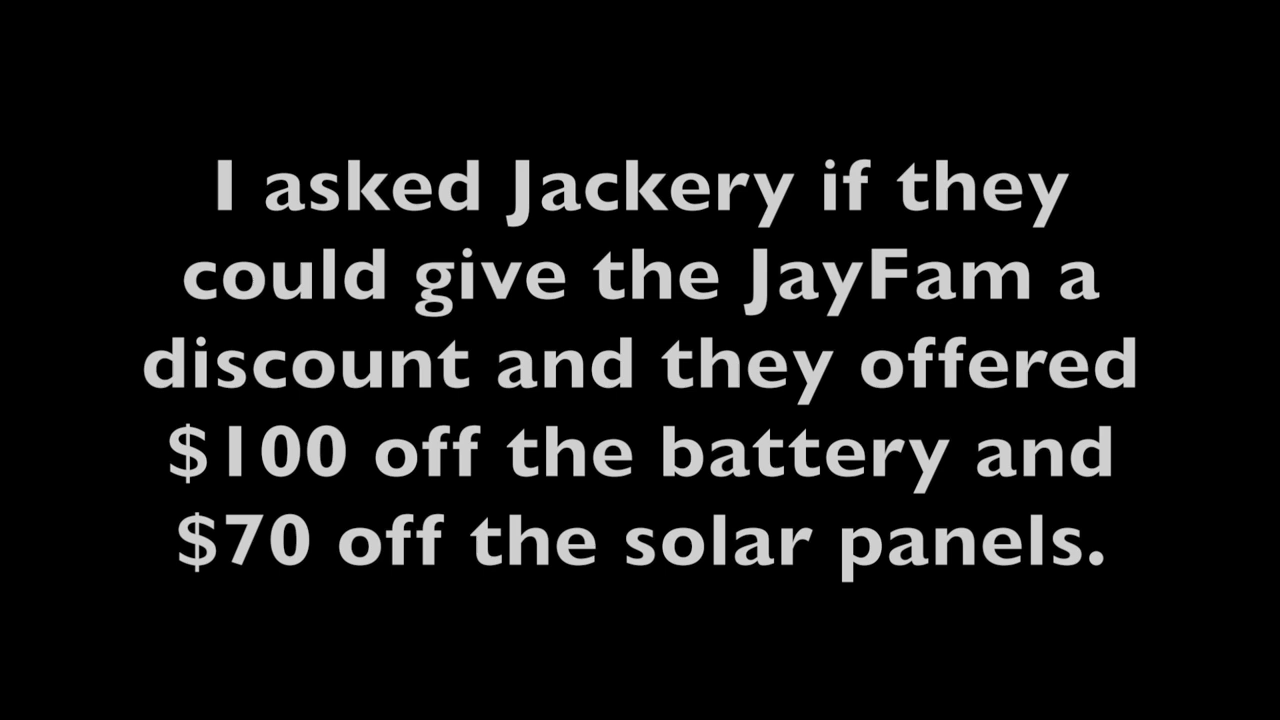 I asked Jackery if they
could give the JayFam a
discount and they offered
$100 off the battery and
$70 off the solar panels.